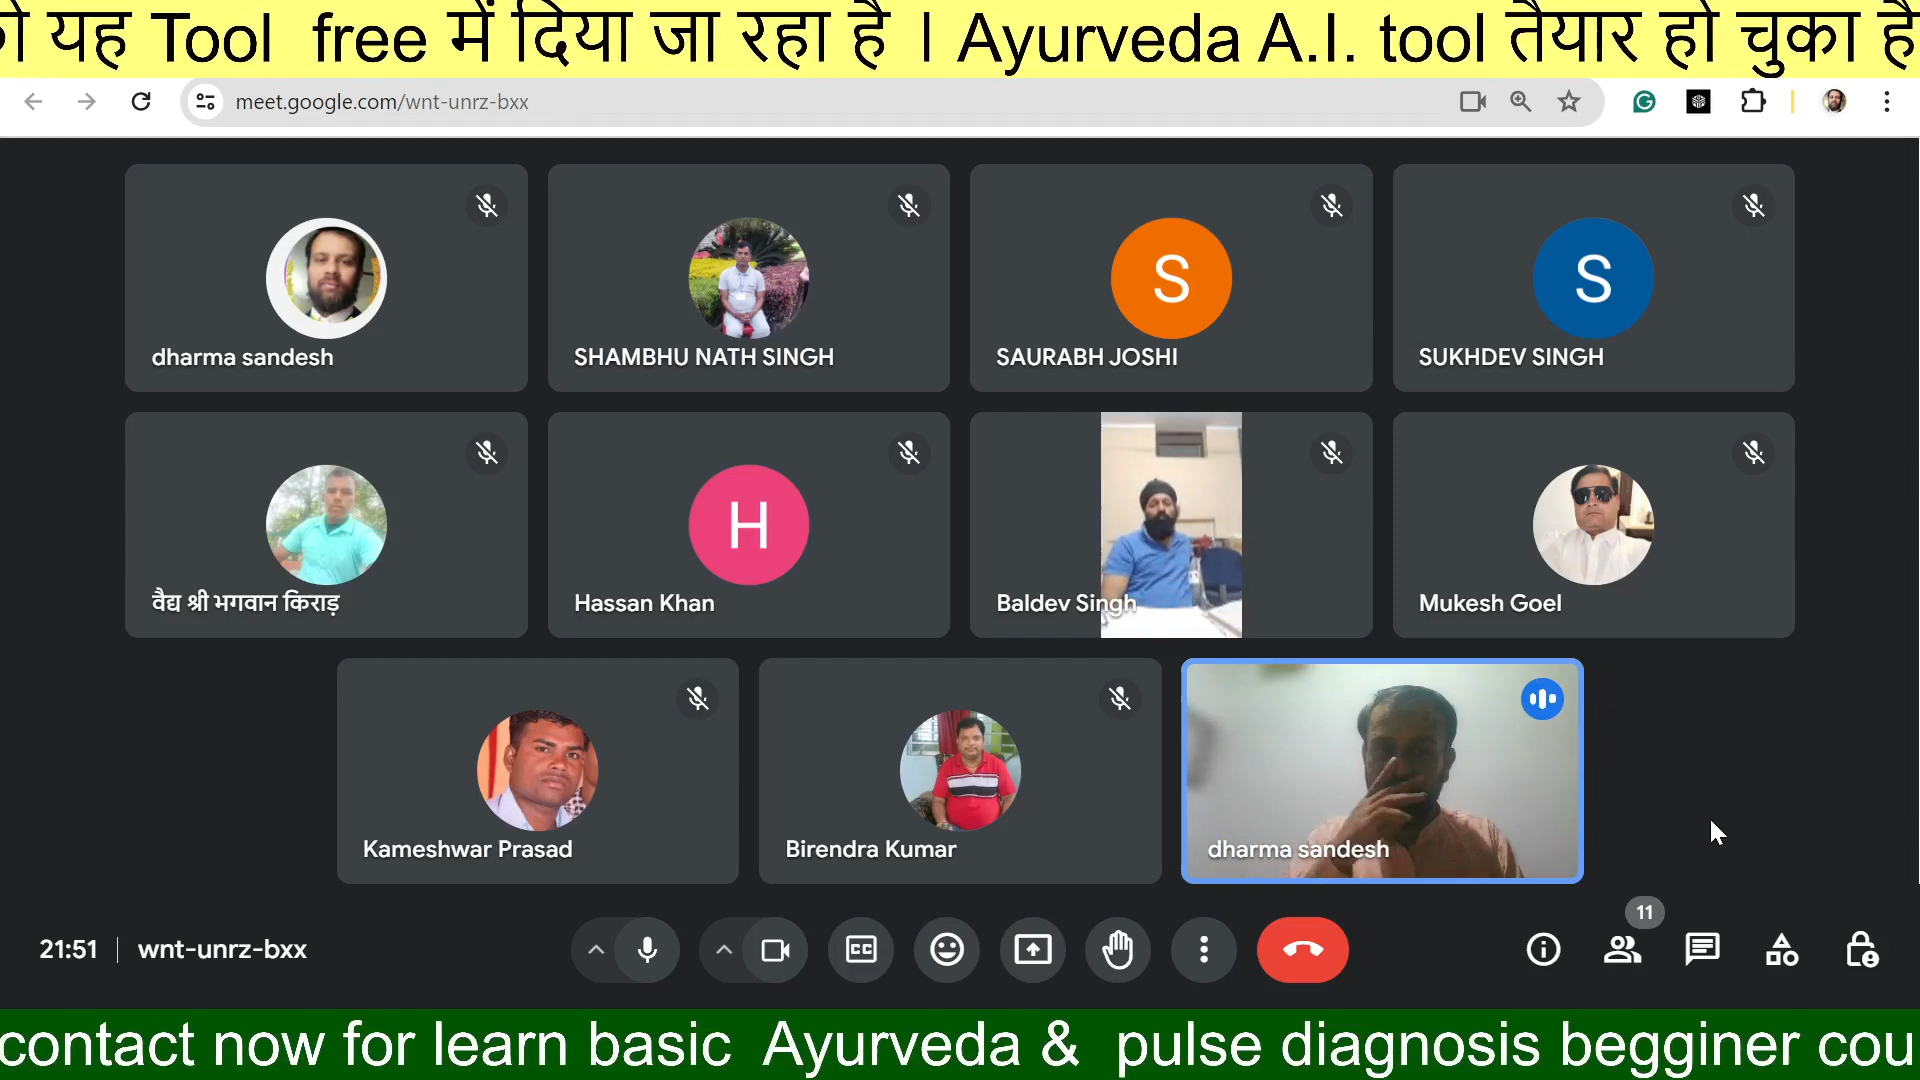 यह Tool free में दिया जा रहा है । Ayurveda A.I. tool तैयार हो चुका है
meet.google.com/wnt-unrz-bxx
dharma sandesh
SHAMBHU NATH SINGH
S
SAURABH JOSHI
S
SUKHDEV SINGH
वैद्य श्री भगवान किराड़
H
Hassan Khan
Baldev Singh
Mukesh Goel
Kameshwar Prasad
Birendra Kumar
dharma sandesh
11
21:51
wnt-unrz-bxx
CC
contact now for learn basic Ayurveda & pulse diagnosis begginer cou